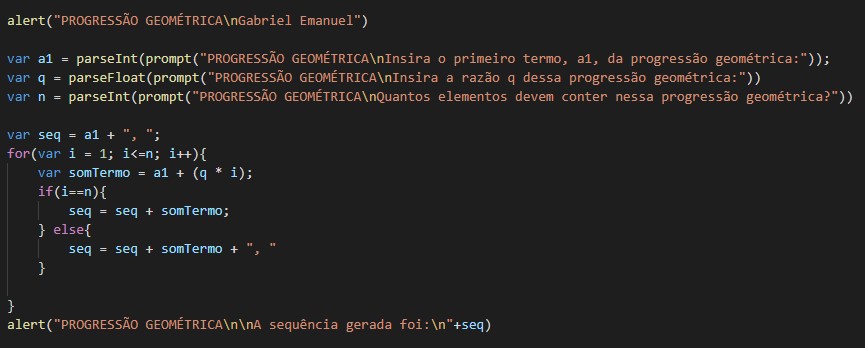 alert("PROGRESSÃO GEOMÉTRICA\nGabriel Emanuel")
var a1 = parseInt(prompt("PROGRESSÃO GEOMÉTRICA\nInsira o primeiro termo, a1, da progressão geométrica:"));
var q = parseFloat(prompt("PROGRESSÃO GEOMÉTRICA\nInsira a razão q dessa progressão geométrica:"))
var n = parseInt(prompt("PROGRESSÃO GEOMÉTRICA\nQuantos elementos devem conter nessa progressão geométrica?"))
var seq = a1 + ", ";
for(var i = 1; i<=n; i++){
    var somTermo = a1 + (q * i);
    if(i==n){
        seq = seq + somTermo;
    } else{
        seq = seq + somTermo + ", "
    }
}
alert("PROGRESSÃO GEOMÉTRICA\n\nA sequência gerada foi:\n"+seq)